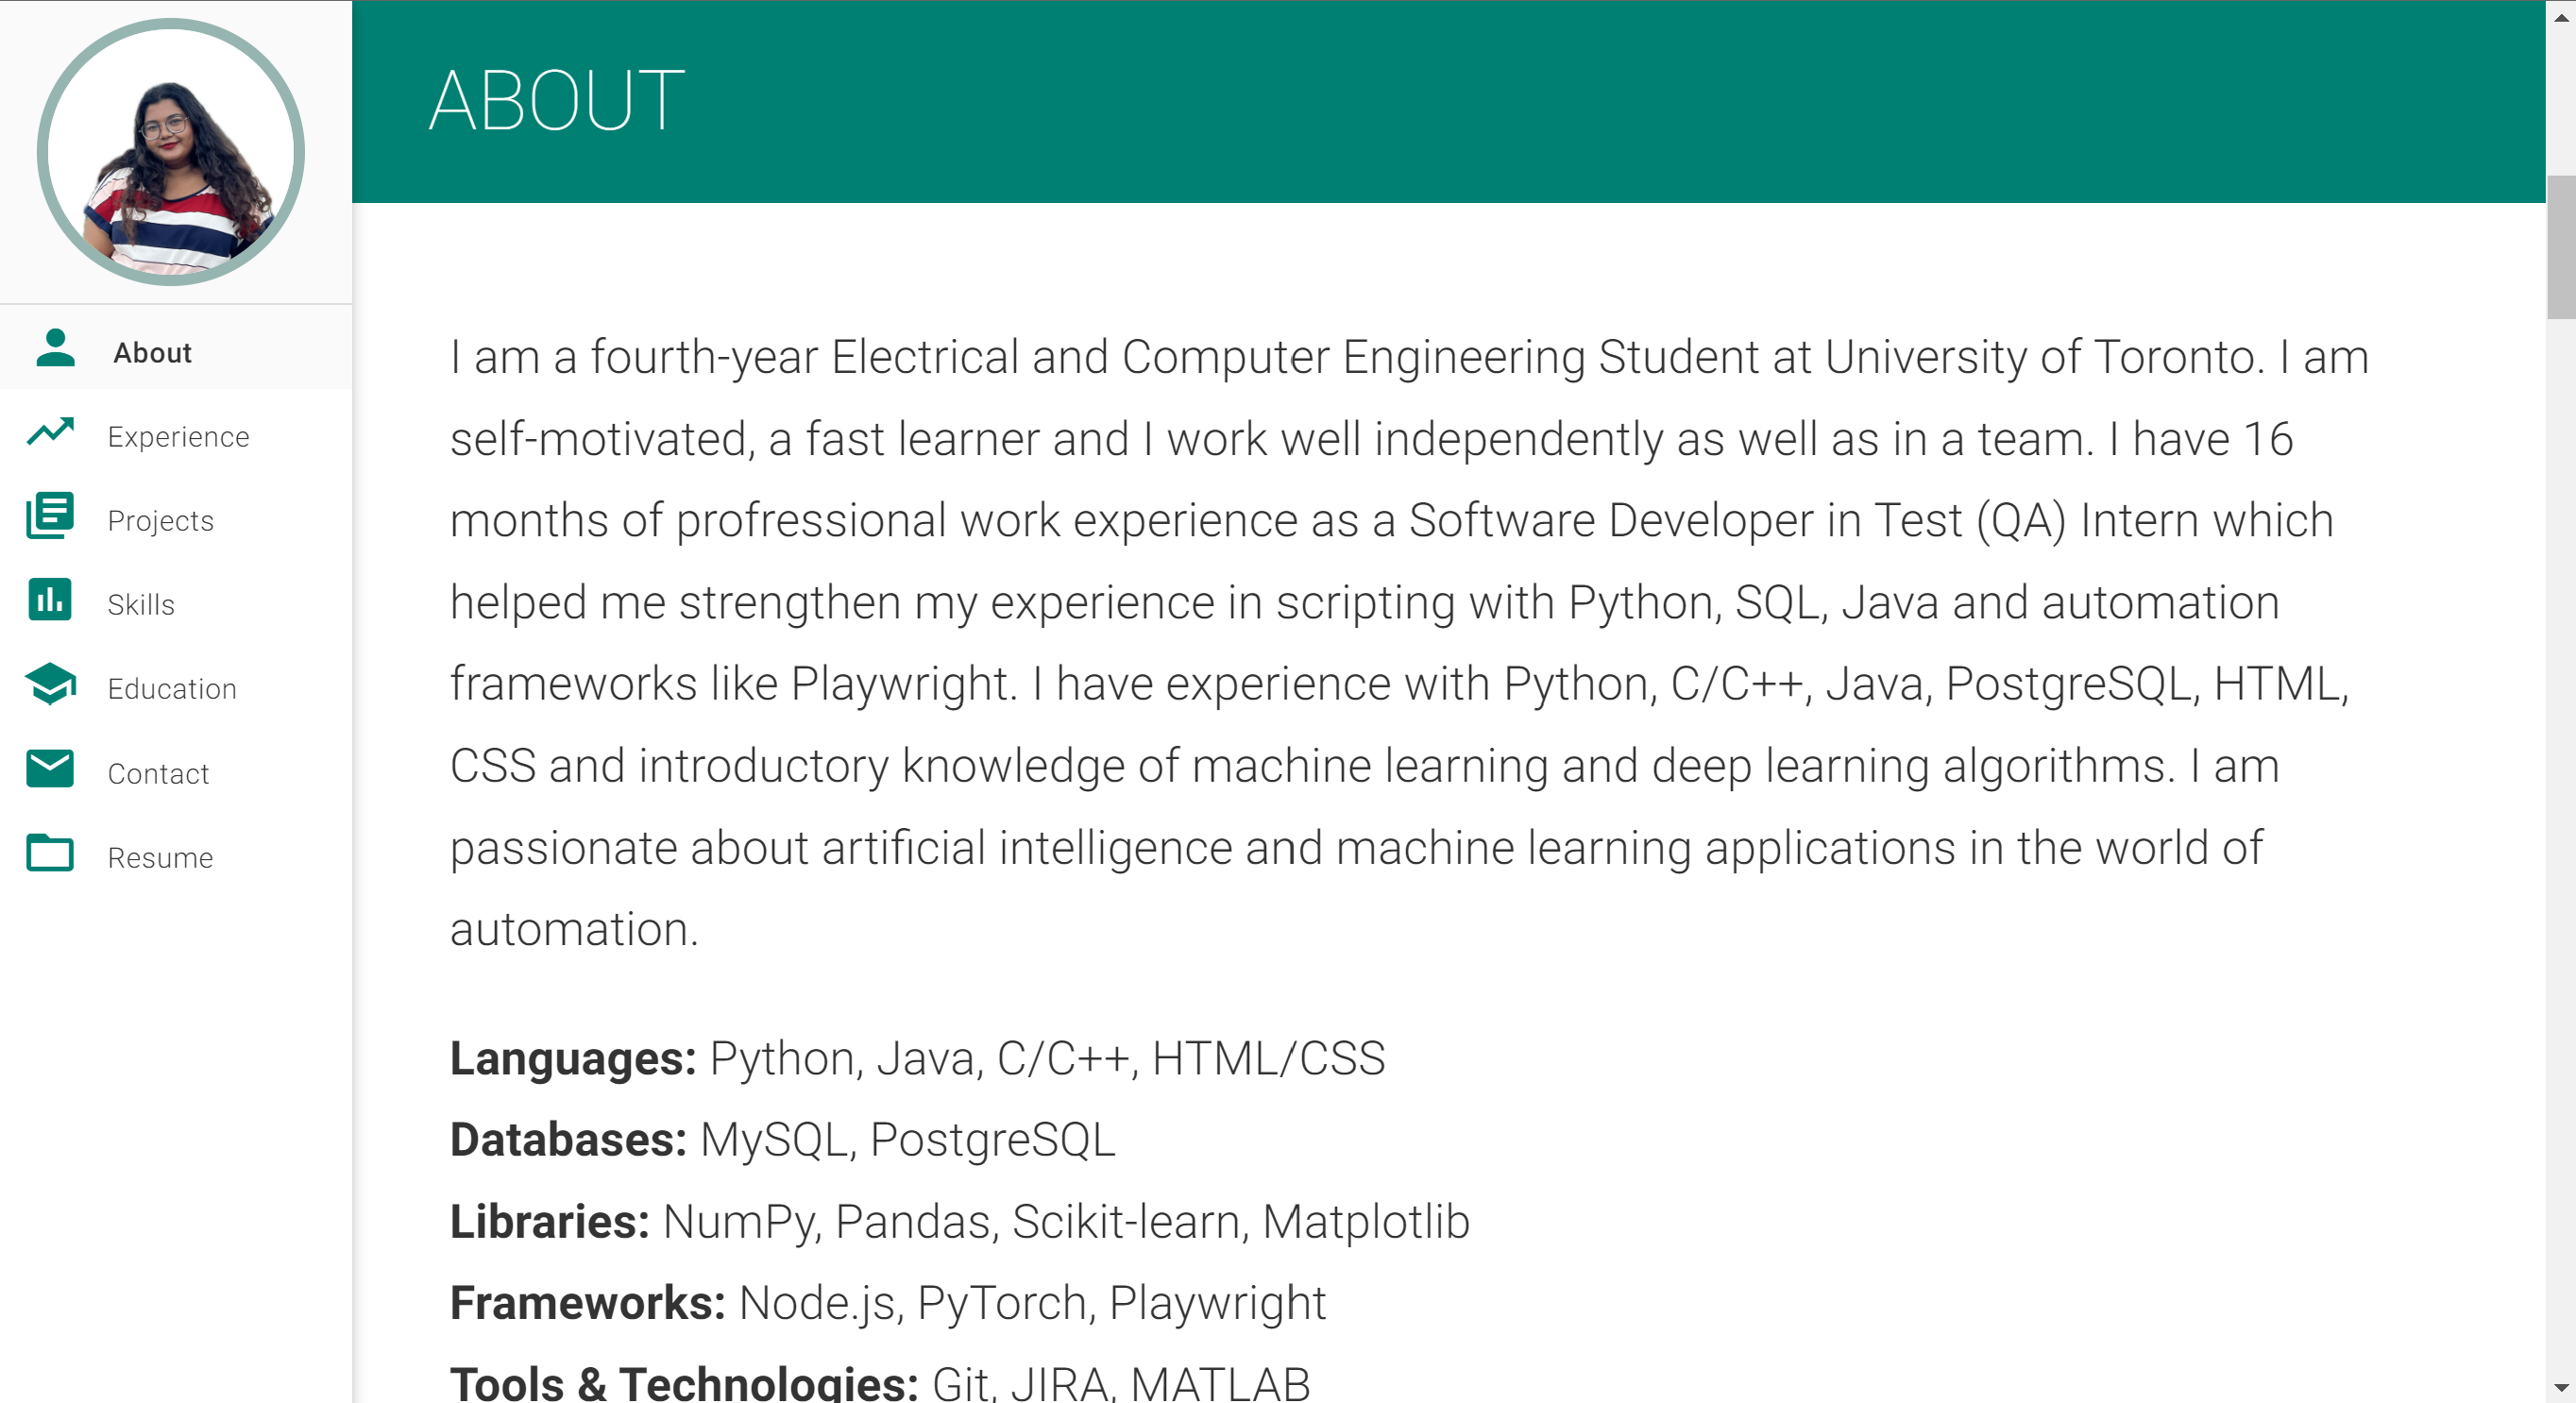 About
Experience
Projects
Skills
Education
Contact
Resume
ABOUT
I am a fourth-year Electrical and Computer Engineering Student at University of Toronto. I am
self-motivated, a fast learner and I work well independently as well as in a team. I have 16
months of profressional work experience as a Software Developer in Test (QA) Intern which
helped me strengthen my experience in scripting with Python, SQL, Java and automation
frameworks like Playwright. I have experience with Python, C/C++, Java, PostgreSQL, HTML,
CSS and introductory knowledge of machine learning and deep learning algorithms. I am
passionate about artificial intelligence and machine learning applications in the world of
automation.
Languages: Python, Java, C/C++, HTML/CSS
Databases: MySQL, PostgreSQL
Libraries: NumPy, Pandas, Scikit-learn, Matplotlib
Frameworks: Node.js, PyTorch, Playwright
Tools & Technologies: Git, JIRA, MATLAB